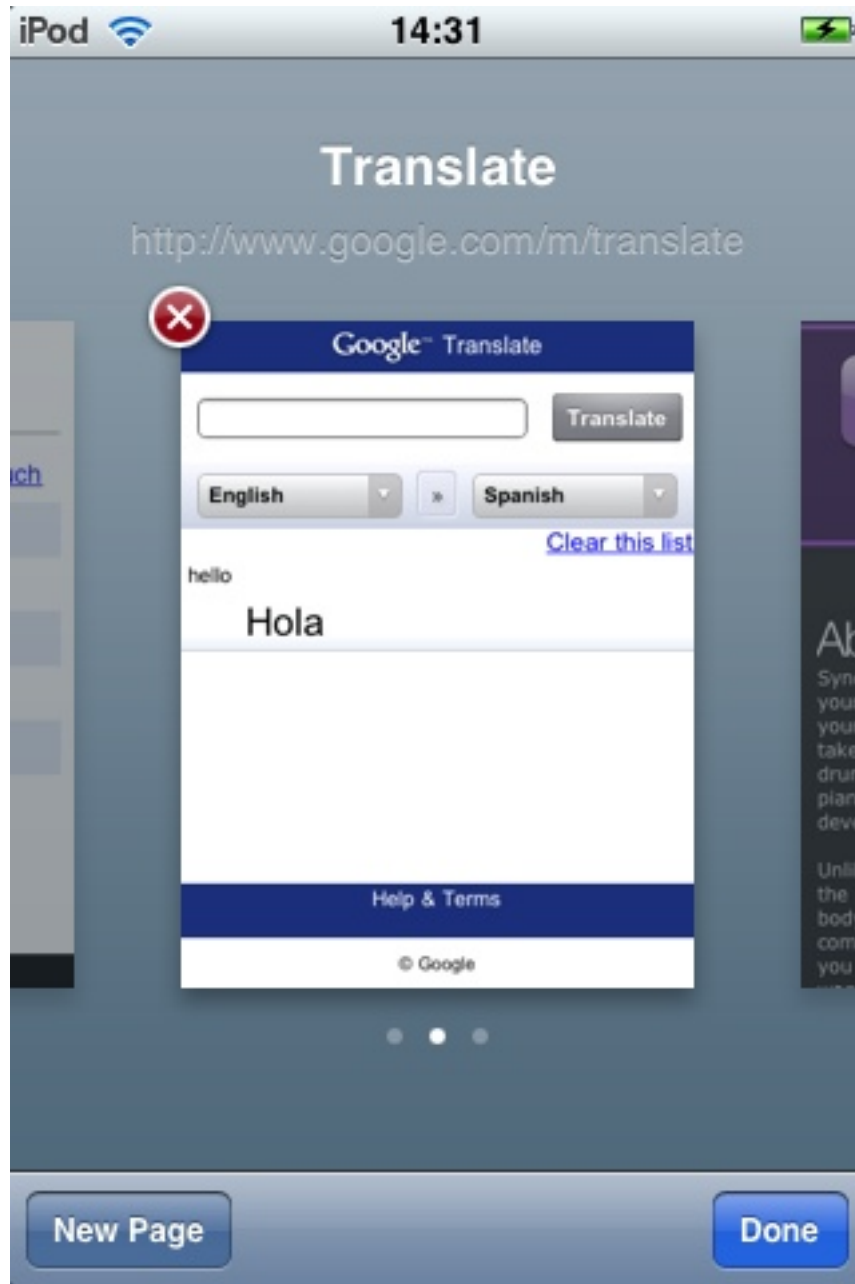 iPod 14:31
Translate
http://www.google.com/m/translate
Google™ Translate
Translate
English » Spanish
Clear this list
hello
Hola
Help & Terms
© Google
New Page Done